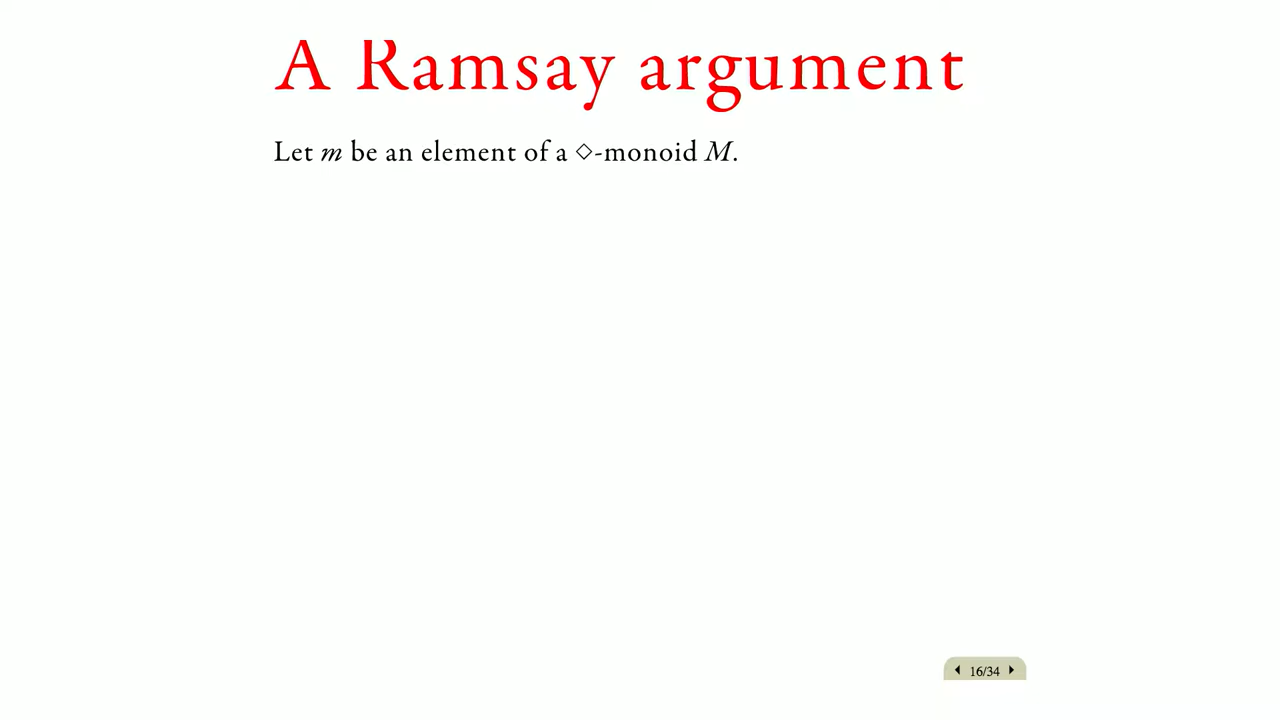 A Ramsay argument
Let m be an element of a ◇-monoid M.
16/34